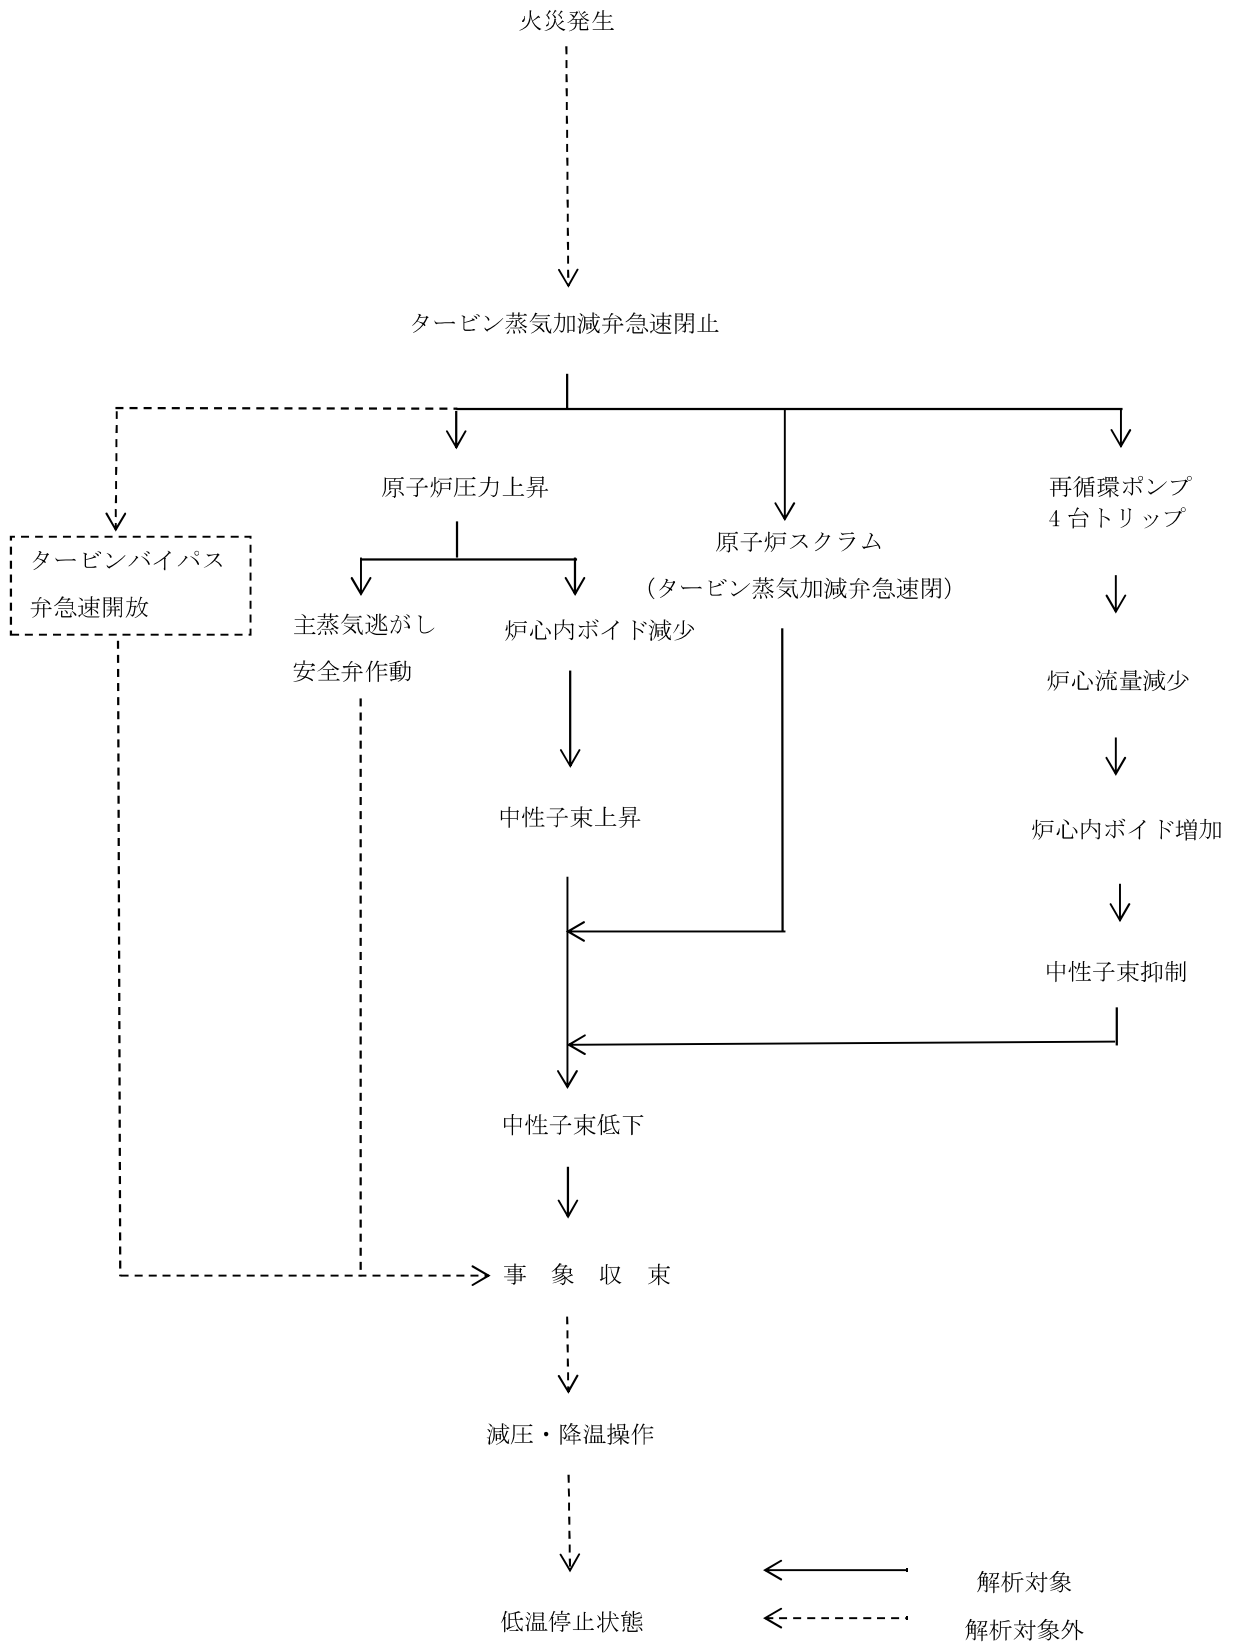 火災発生
タービン蒸気加減弁急速閉止
原子炉圧力上昇
再循環ポンプ
4台トリップ
原子炉スクラム
（タービン蒸気加減弁急速閉）
タービンバイパス
弁急速開放
主蒸気逃がし
安全弁作動
炉心内ボイド減少
炉心流量減少
中性子束上昇
炉心内ボイド増加
中性子束抑制
中性子束低下
事　象　収　束
減圧・降温操作
低温停止状態
解析対象
解析対象外